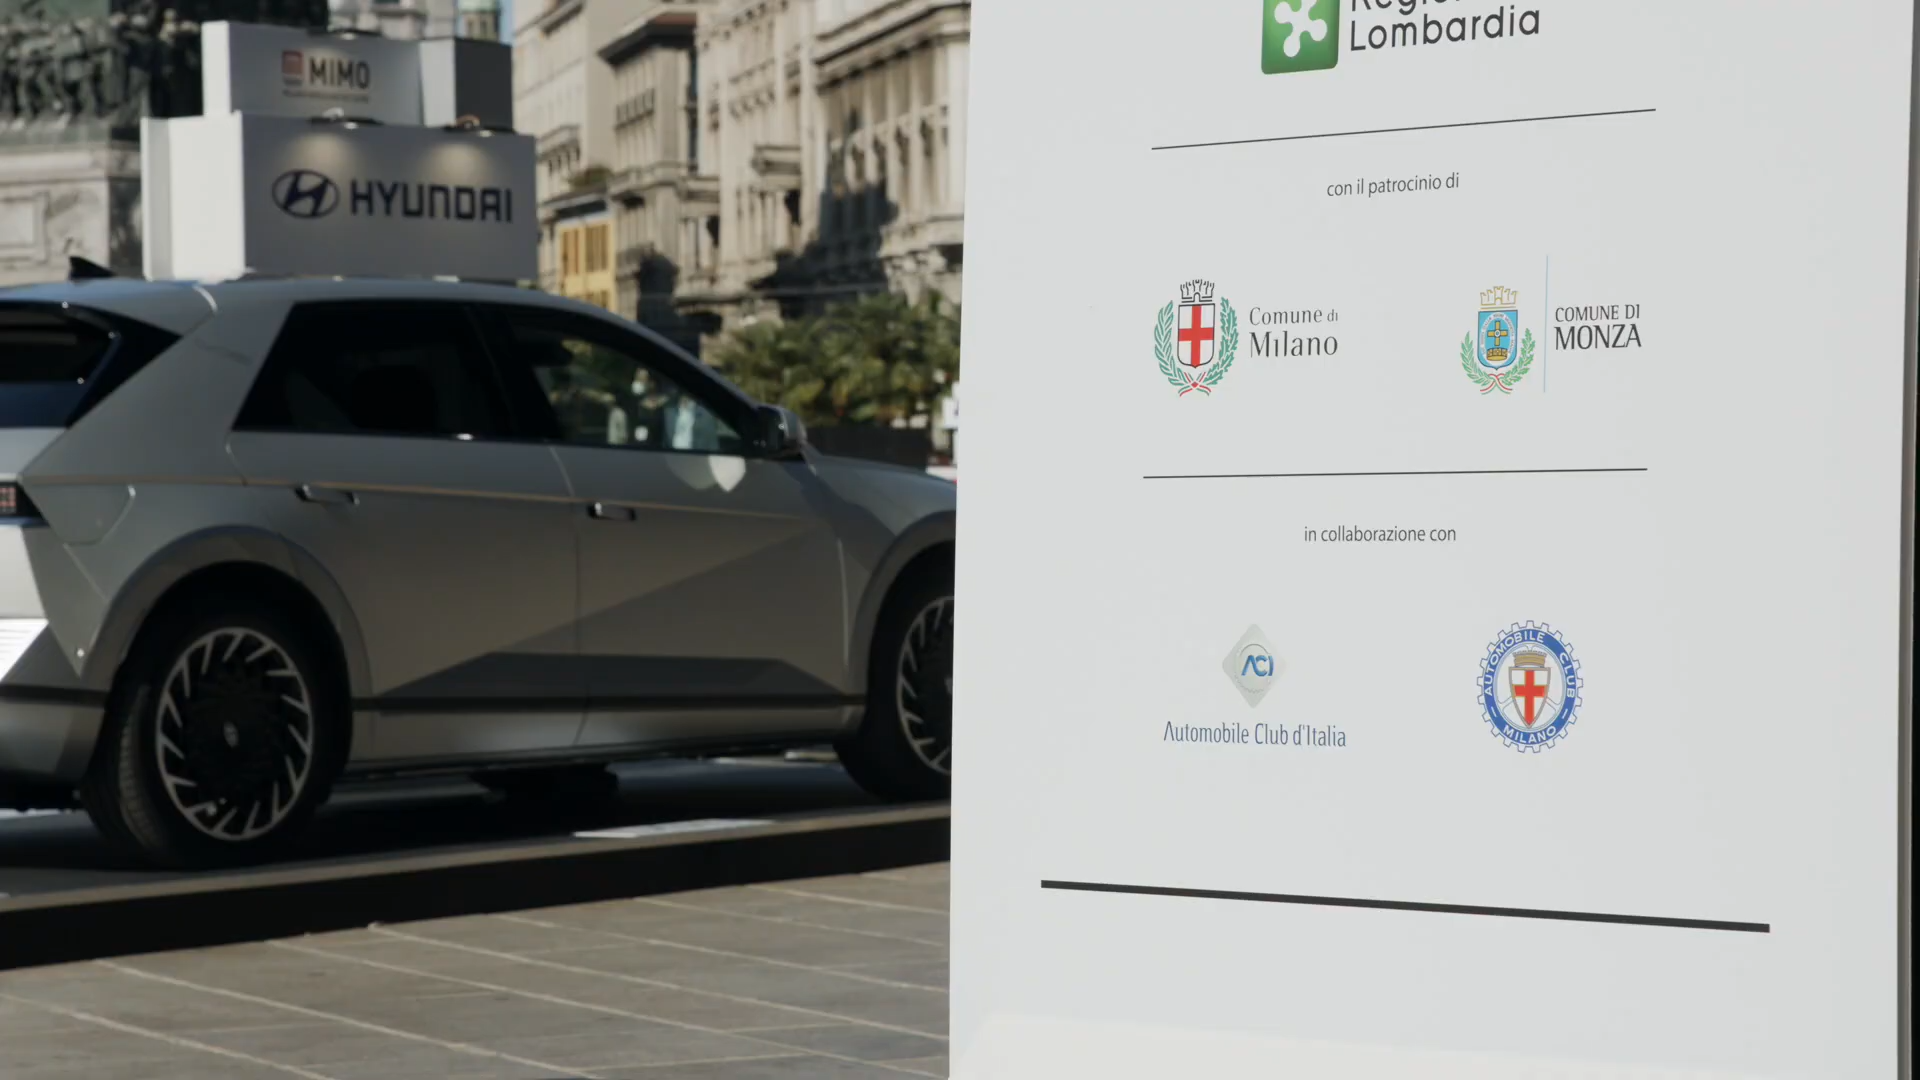 MIMO
HYUNDAI
Lombardia
con il patrocinio di
Comune di
Milano
COMUNE DI
MONZA
in collaborazione con
ACI
Automobile Club d'Italia
AUTOMOBILE CLUB
MILANO